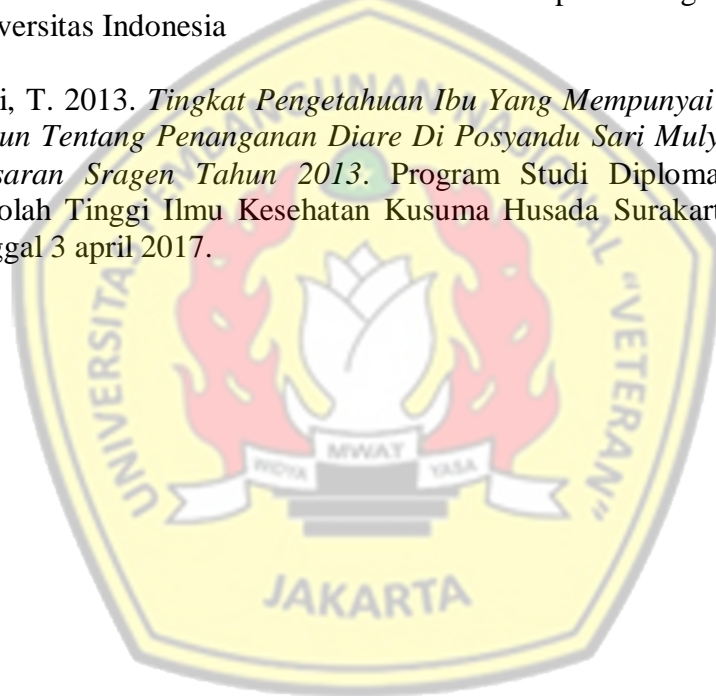 versitas Indonesia
i, T. 2013. Tingkat Pengetahuan Ibu Yang Mempunyai
un Tentang Penanganan Diare Di Posyandu Sari Muly
saran Sragen Tahun 2013. Program Studi Diploma
olah Tinggi Ilmu Kesehatan Kusuma Husada Surakart
ggal 3 april 2017.
UNIVERSITAS PEMBANGUNAN NASIONAL "VETERAN"
WIDYA MWAT YASA
JAKARTA